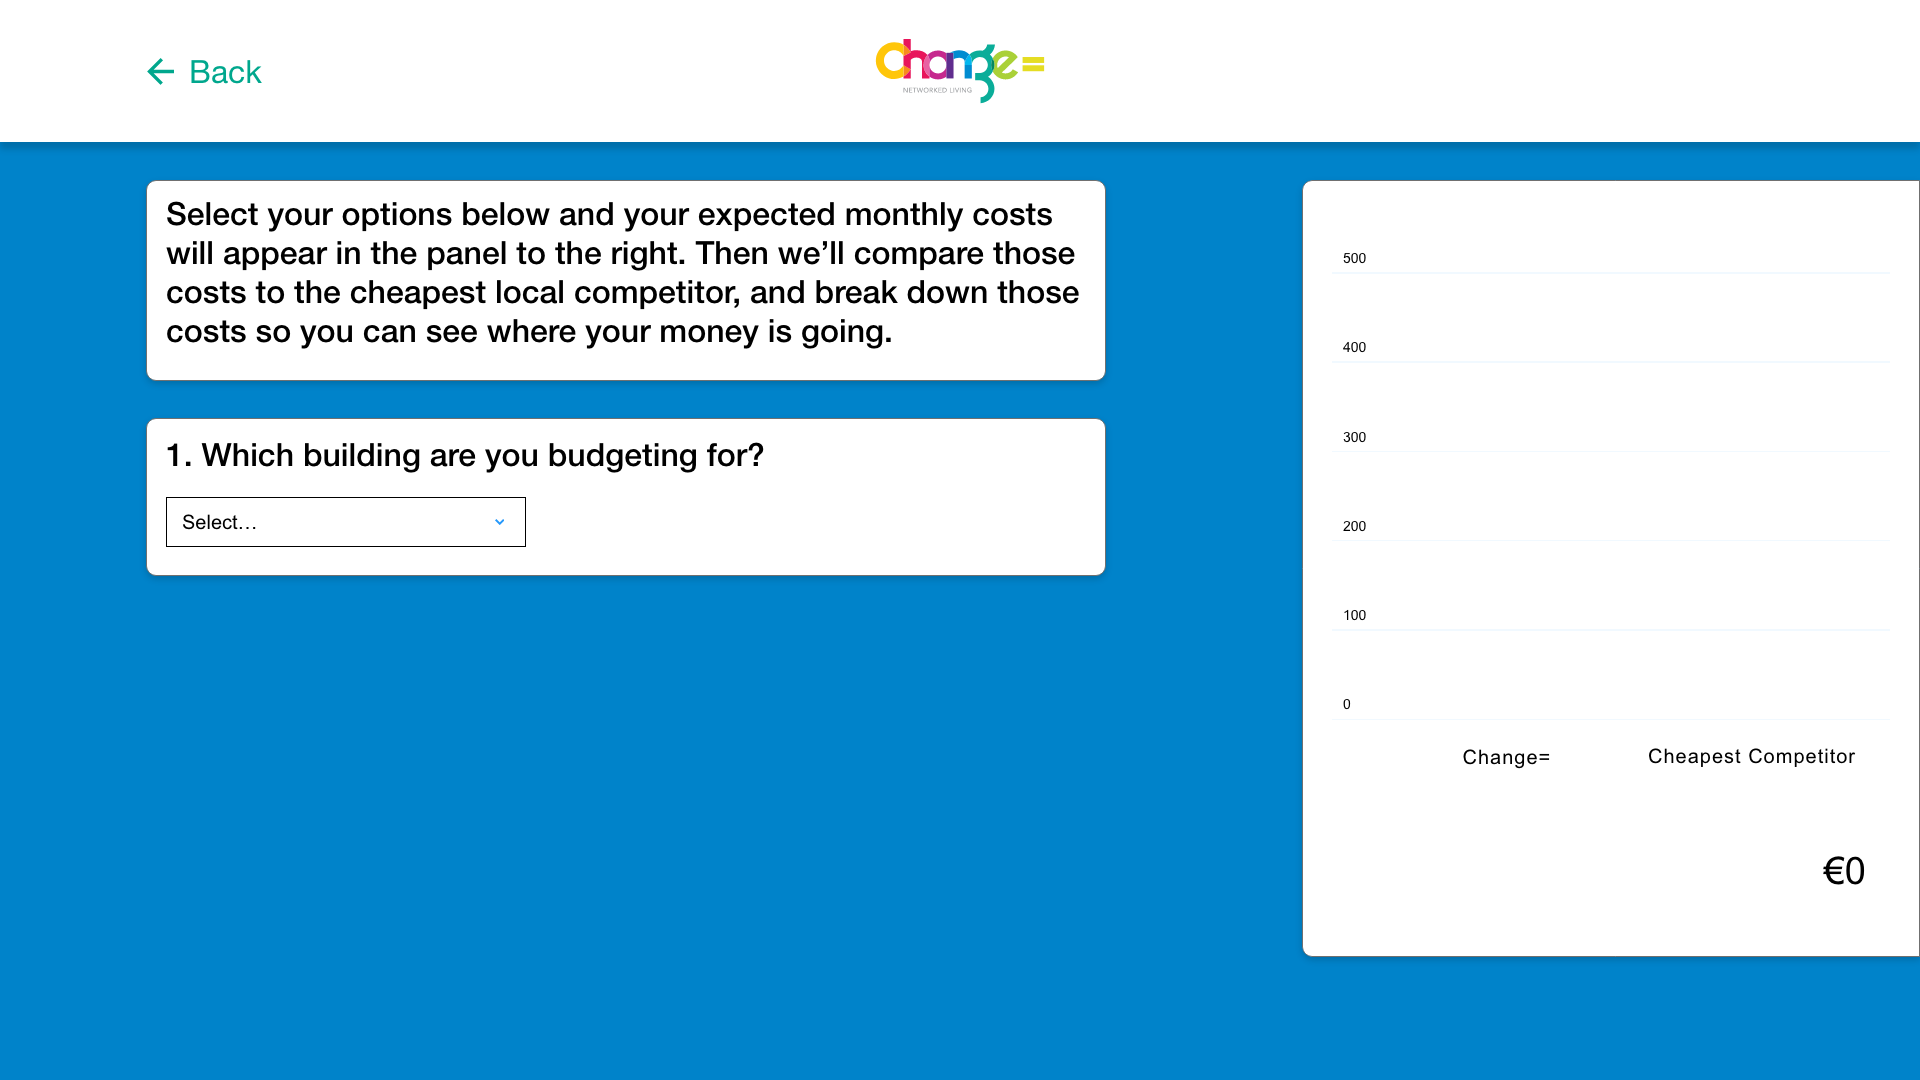 Back
Change=
NETWORKED LIVING
Select your options below and your expected monthly costs
will appear in the panel to the right. Then we’ll compare those
costs to the cheapest local competitor, and break down those
costs so you can see where your money is going.
1. Which building are you budgeting for?
Select…
500
400
300
200
100
0
Change=
Cheapest Competitor
€0